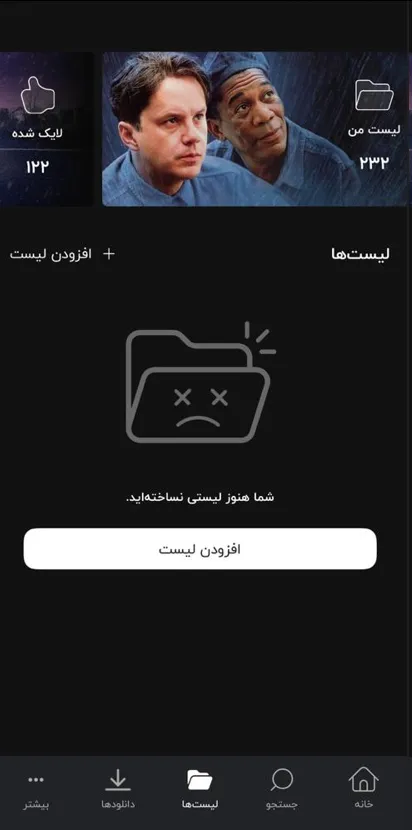 لیست من
۲۳۲
لایک شده
۱۲۲
لیست‌ها
+ افزودن لیست
شما هنوز لیستی نساخته‌اید.
افزودن لیست
خانه
جستجو
لیست‌ها
دانلودها
بیشتر